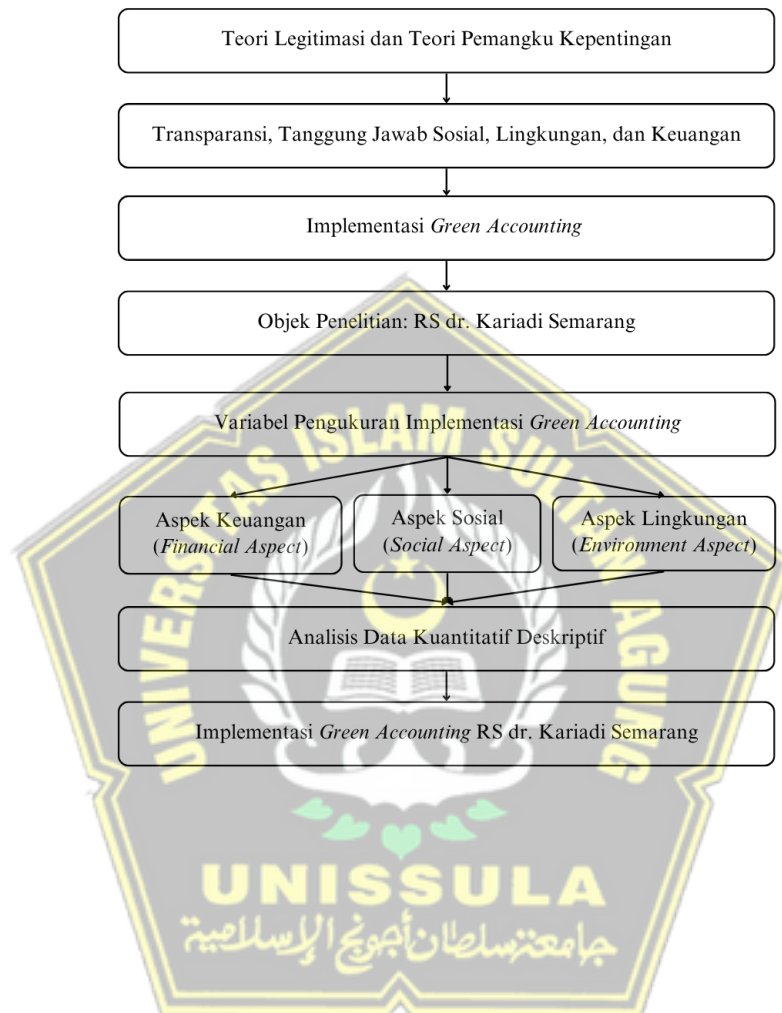 Teori Legitimasi dan Teori Pemangku Kepentingan
Transparansi, Tanggung Jawab Sosial, Lingkungan, dan Keuangan
Implementasi Green Accounting
Objek Penelitian: RS dr. Kariadi Semarang
Variabel Pengukuran Implementasi Green Accounting
Aspek Keuangan
(Financial Aspect)
Aspek Sosial
(Social Aspect)
Aspek Lingkungan
(Environment Aspect)
Analisis Data Kuantitatif Deskriptif
Implementasi Green Accounting RS dr. Kariadi Semarang
UNIVERSITAS ISLAM SULTAN AGUNG
UNISSULA
جامعة سلطان أجونج الإسلامية